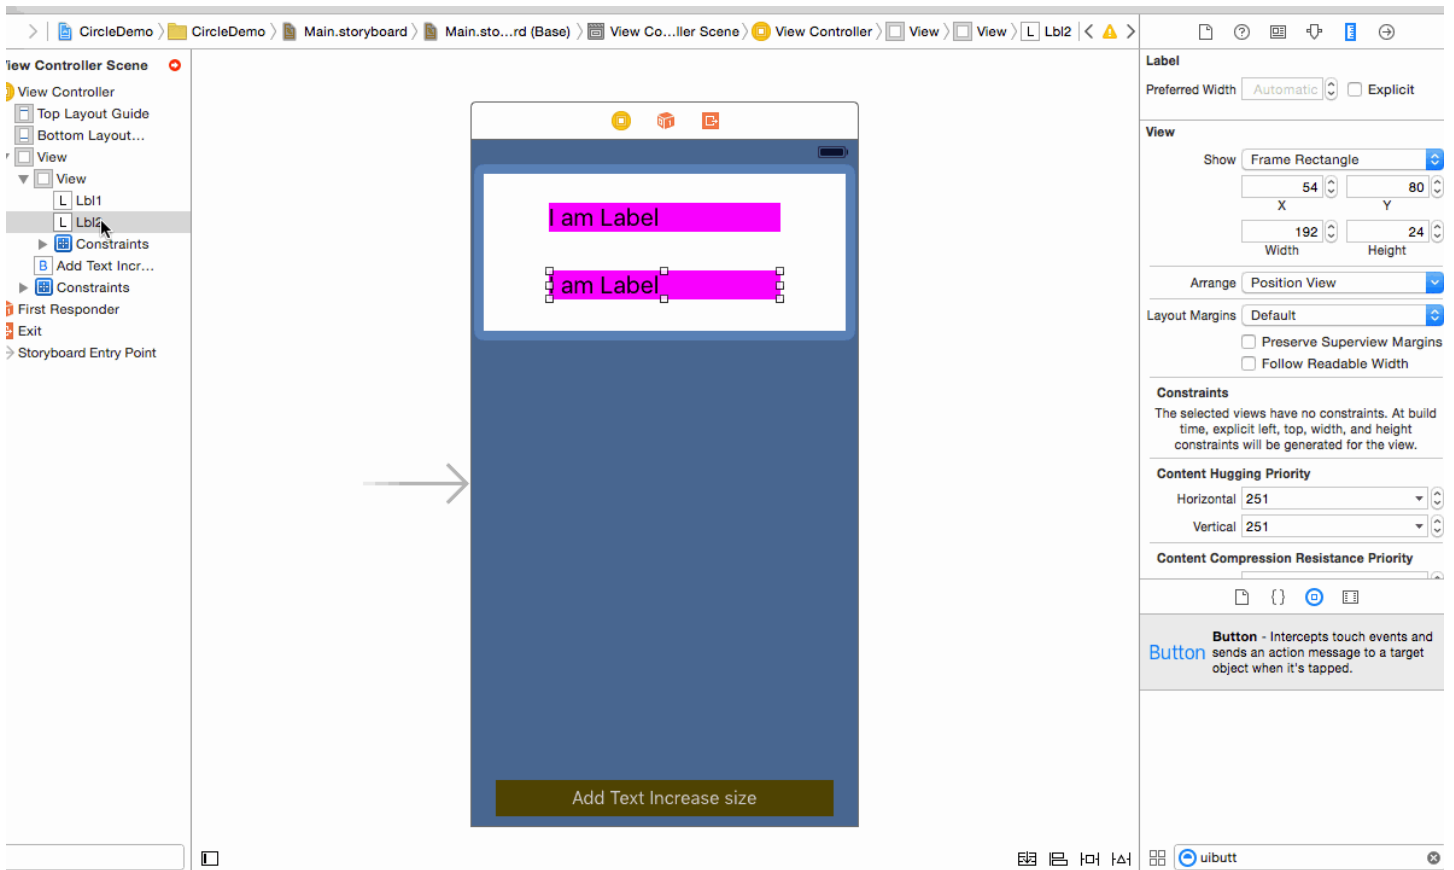 CircleDemo CircleDemo Main.storyboard Main.sto...rd (Base) View Co...ller Scene View Controller View View L Lbl2
iew Controller Scene
View Controller
Top Layout Guide
Bottom Layout...
View
View
L Lbl1
L Lbl2
Constraints
B Add Text Incr...
Constraints
First Responder
Exit
Storyboard Entry Point
I am Label
I am Label
Add Text Increase size
Label
Preferred Width Automatic Explicit
View
Show Frame Rectangle
54 80
X Y
192 24
Width Height
Arrange Position View
Layout Margins Default
Preserve Superview Margins
Follow Readable Width
Constraints
The selected views have no constraints. At build
time, explicit left, top, width, and height
constraints will be generated for the view.
Content Hugging Priority
Horizontal 251
Vertical 251
Content Compression Resistance Priority
{}
Button
Button - Intercepts touch events and
sends an action message to a target
object when it's tapped.
uibutt